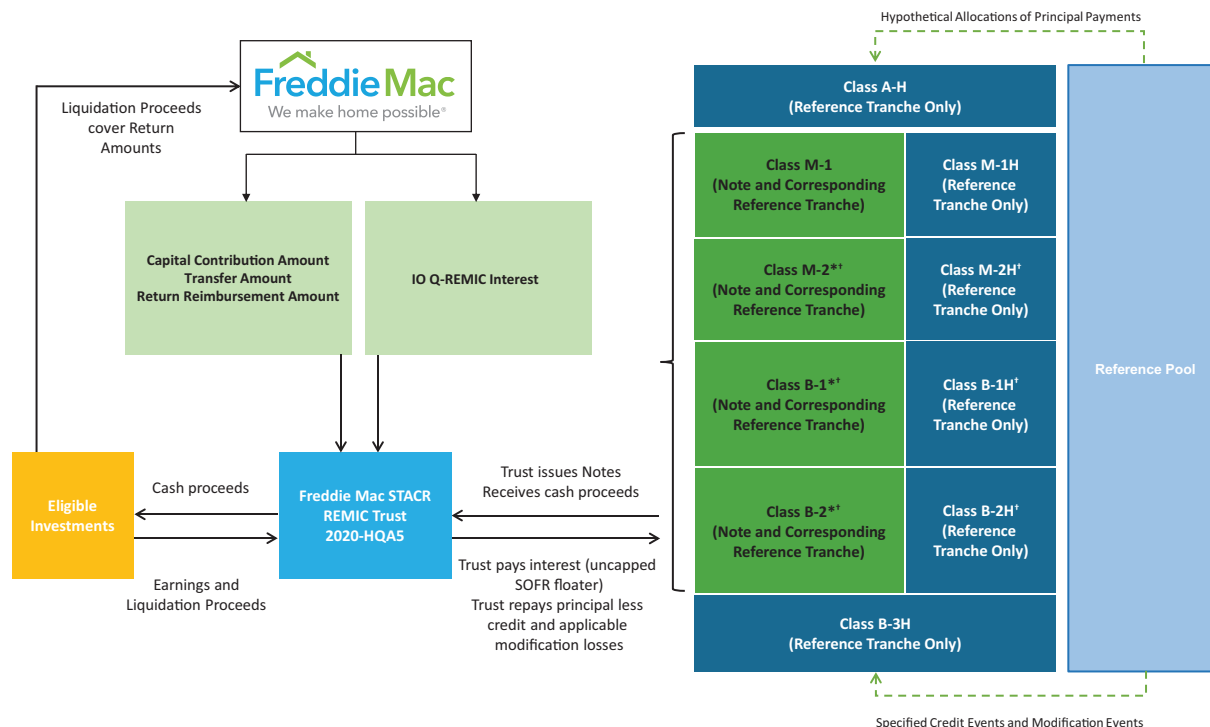 Hypothetical Allocations of Principal Payments
FreddieMac
We make home possible®
Liquidation Proceeds
cover Return
Amounts
Capital Contribution Amount
Transfer Amount
Return Reimbursement Amount
IO Q-REMIC Interest
Eligible
Investments
Cash proceeds
Earnings and
Liquidation Proceeds
Freddie Mac STACR
REMIC Trust
2020-HQA5
Trust issues Notes
Receives cash proceeds
Trust pays interest (uncapped
SOFR floater)
Trust repays principal less
credit and applicable
modification losses
Class A-H
(Reference Tranche Only)
Class M-1
(Note and Corresponding
Reference Tranche)
Class M-1H
(Reference
Tranche Only)
Class M-2*†
(Note and Corresponding
Reference Tranche)
Class M-2H†
(Reference
Tranche Only)
Class B-1*†
(Note and Corresponding
Reference Tranche)
Class B-1H†
(Reference
Tranche Only)
Class B-2*†
(Note and Corresponding
Reference Tranche)
Class B-2H†
(Reference
Tranche Only)
Class B-3H
(Reference Tranche Only)
Reference Pool
Specified Credit Events and Modification Events